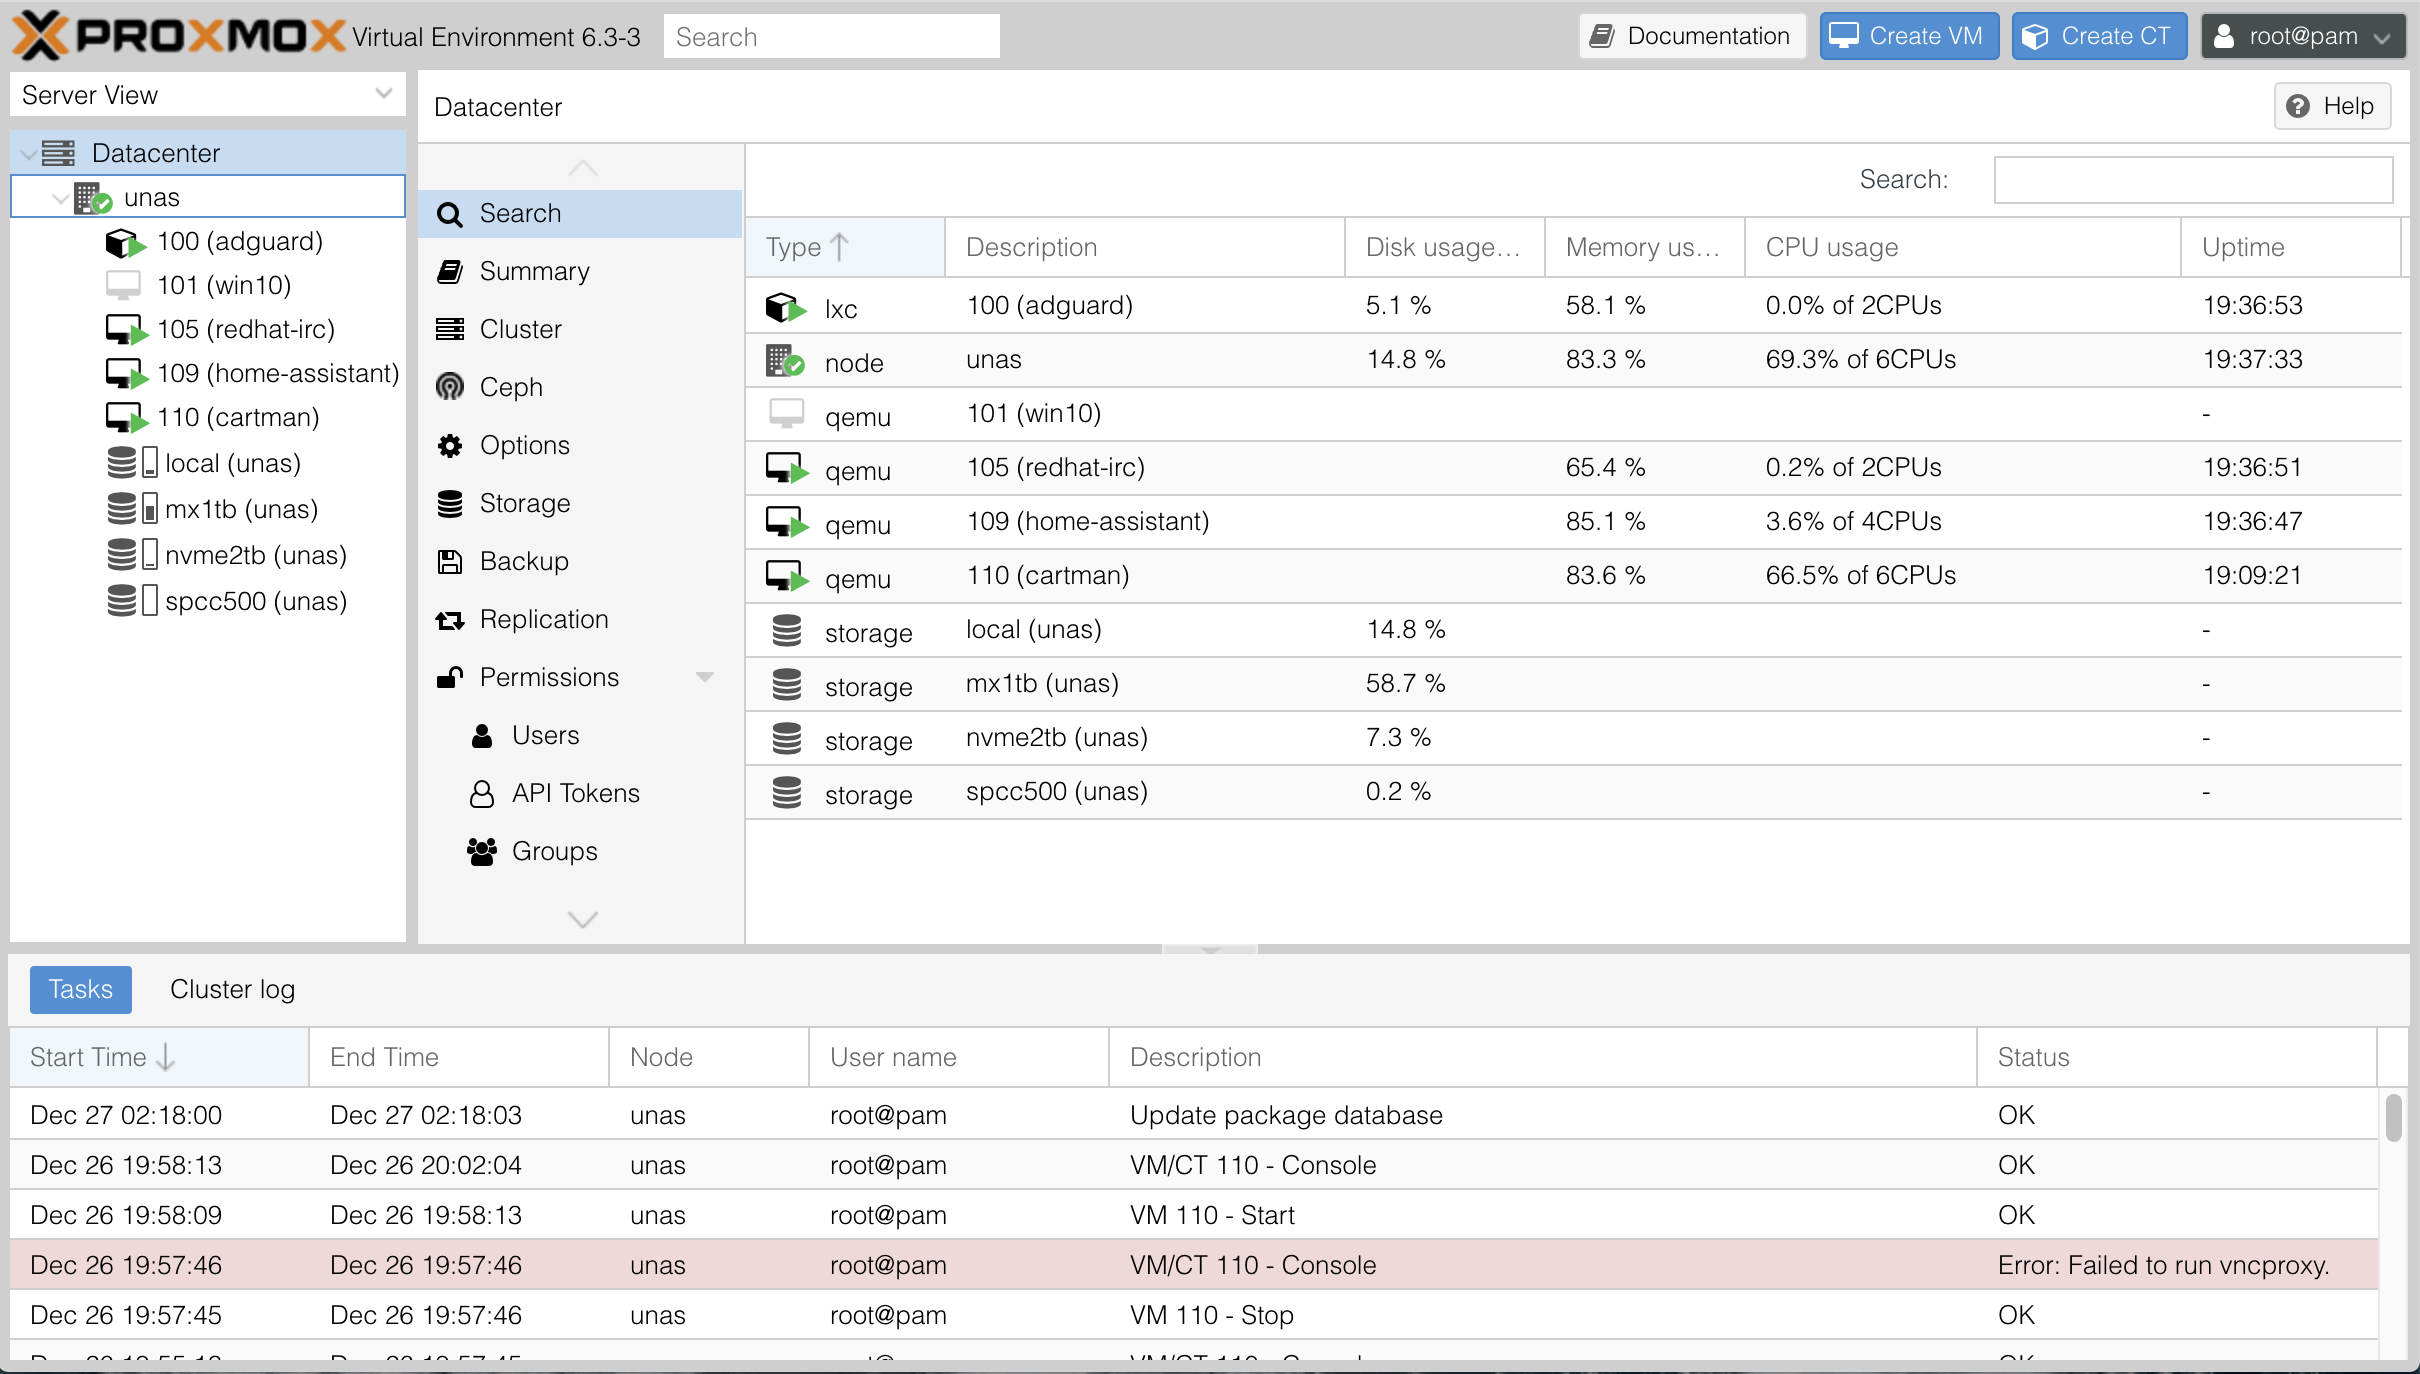 PROXMOX Virtual Environment 6.3-3 Search Documentation Create VM Create CT root@pam
Server View
Datacenter
unas
100 (adguard)
101 (win10)
105 (redhat-irc)
109 (home-assistant)
110 (cartman)
local (unas)
mx1tb (unas)
nvme2tb (unas)
spcc500 (unas)
Datacenter Help
Search
Summary
Cluster
Ceph
Options
Storage
Backup
Replication
Permissions
Users
API Tokens
Groups
Search:
Type Description Disk usage... Memory us... CPU usage Uptime
lxc 100 (adguard) 5.1 % 58.1 % 0.0% of 2CPUs 19:36:53
node unas 14.8 % 83.3 % 69.3% of 6CPUs 19:37:33
qemu 101 (win10) -
qemu 105 (redhat-irc) 65.4 % 0.2% of 2CPUs 19:36:51
qemu 109 (home-assistant) 85.1 % 3.6% of 4CPUs 19:36:47
qemu 110 (cartman) 83.6 % 66.5% of 6CPUs 19:09:21
storage local (unas) 14.8 % -
storage mx1tb (unas) 58.7 % -
storage nvme2tb (unas) 7.3 % -
storage spcc500 (unas) 0.2 % -
Tasks Cluster log
Start Time End Time Node User name Description Status
Dec 27 02:18:00 Dec 27 02:18:03 unas root@pam Update package database OK
Dec 26 19:58:13 Dec 26 20:02:04 unas root@pam VM/CT 110 - Console OK
Dec 26 19:58:09 Dec 26 19:58:13 unas root@pam VM 110 - Start OK
Dec 26 19:57:46 Dec 26 19:57:46 unas root@pam VM/CT 110 - Console Error: Failed to run vncproxy.
Dec 26 19:57:45 Dec 26 19:57:46 unas root@pam VM 110 - Stop OK